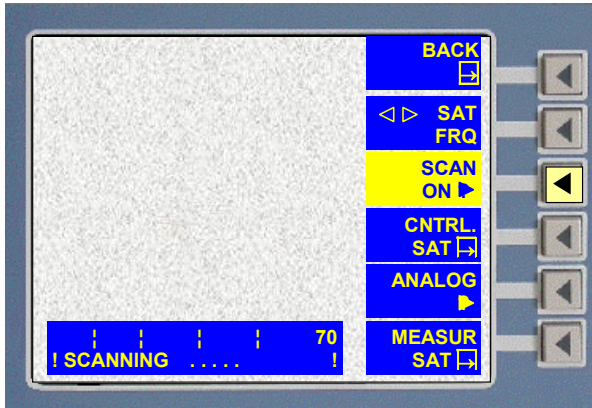 BACK
◁ ▷ SAT
FRQ
SCAN
ON
CNTRL.
SAT
ANALOG
MEASUR
SAT
¦ ¦ ¦ ¦ 70
! SCANNING ..... !